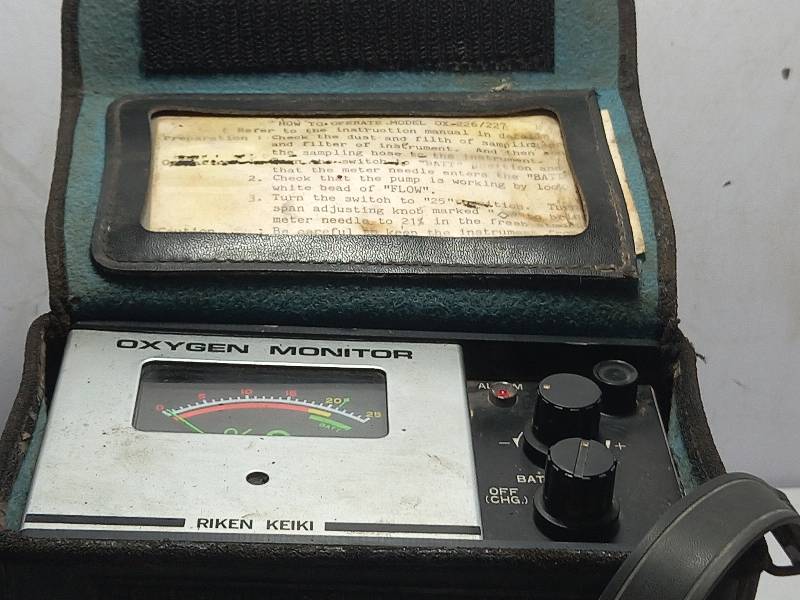 HOW TO OPERATE MODEL OX-226/227
Refer to the instruction manual in
Preparation : Check the dust and filth of
and filter of instrument. And then
the sampling hose to the instrument.
the switch to "BATT"
that the meter needle enters the "BATT
2. Check that the pump is working by
white bead of "FLOW".
3. Turn the switch to "25"
span adjusting knob marked "
meter needle to 21% in the fresh
Caution : Be careful to keep the instrument
OXYGEN MONITOR
0 5 10 15 20 25
BATT
%
ALARM
- +
BAT
OFF
(CHG.)
RIKEN KEIKI